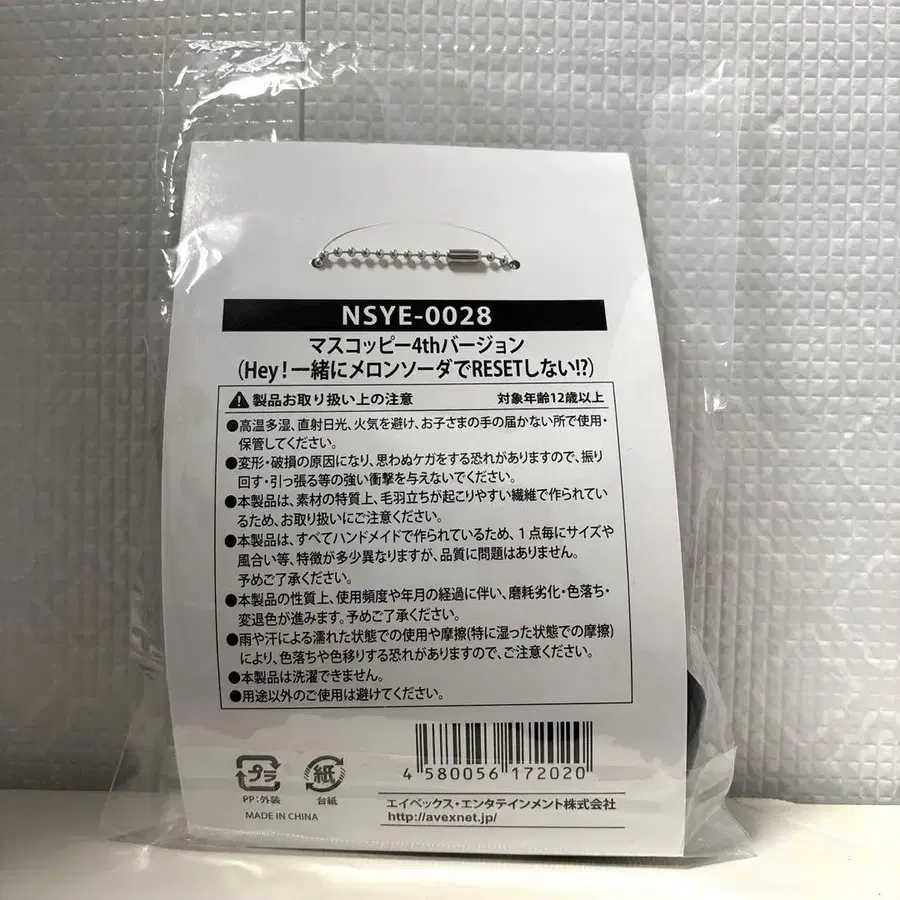 NSYE-0028
マスコッピー4thバージョン
(Hey!一緒にメロンソーダでRESETしない!?)
⚠製品お取り扱い上の注意 対象年齢12歳以上
●高温多湿、直射日光、火気を避け、お子さまの手の届かない所で使用・
保管してください。
●変形・破損の原因になり、思わぬケガをする恐れがありますので、振り
回す・引っ張る等の強い衝撃を与えないでください。
●本製品は、素材の特質上、毛羽立ちが起こりやすい繊維で作られてい
るため、お取り扱いにご注意ください。
●本製品は、すべてハンドメイドで作られているため、1点毎にサイズや
風合い等、特徴が多少異なりますが、品質に問題はありません。
予めご了承ください。
●本製品の性質上、使用頻度や年月の経過に伴い、磨耗劣化・色落ち・
変退色が進みます。予めご了承ください。
●雨や汗による濡れた状態での使用や摩擦(特に湿った状態での摩擦)
により、色落ちや色移りする恐れがありますので、ご注意ください。
●本製品は洗濯できません。
●用途以外のご使用は避けてください。
プラ
PP:外装
紙
台紙
MADE IN CHINA
4 580056 172020
エイベックス・エンタテインメント株式会社
http://avexnet.jp/